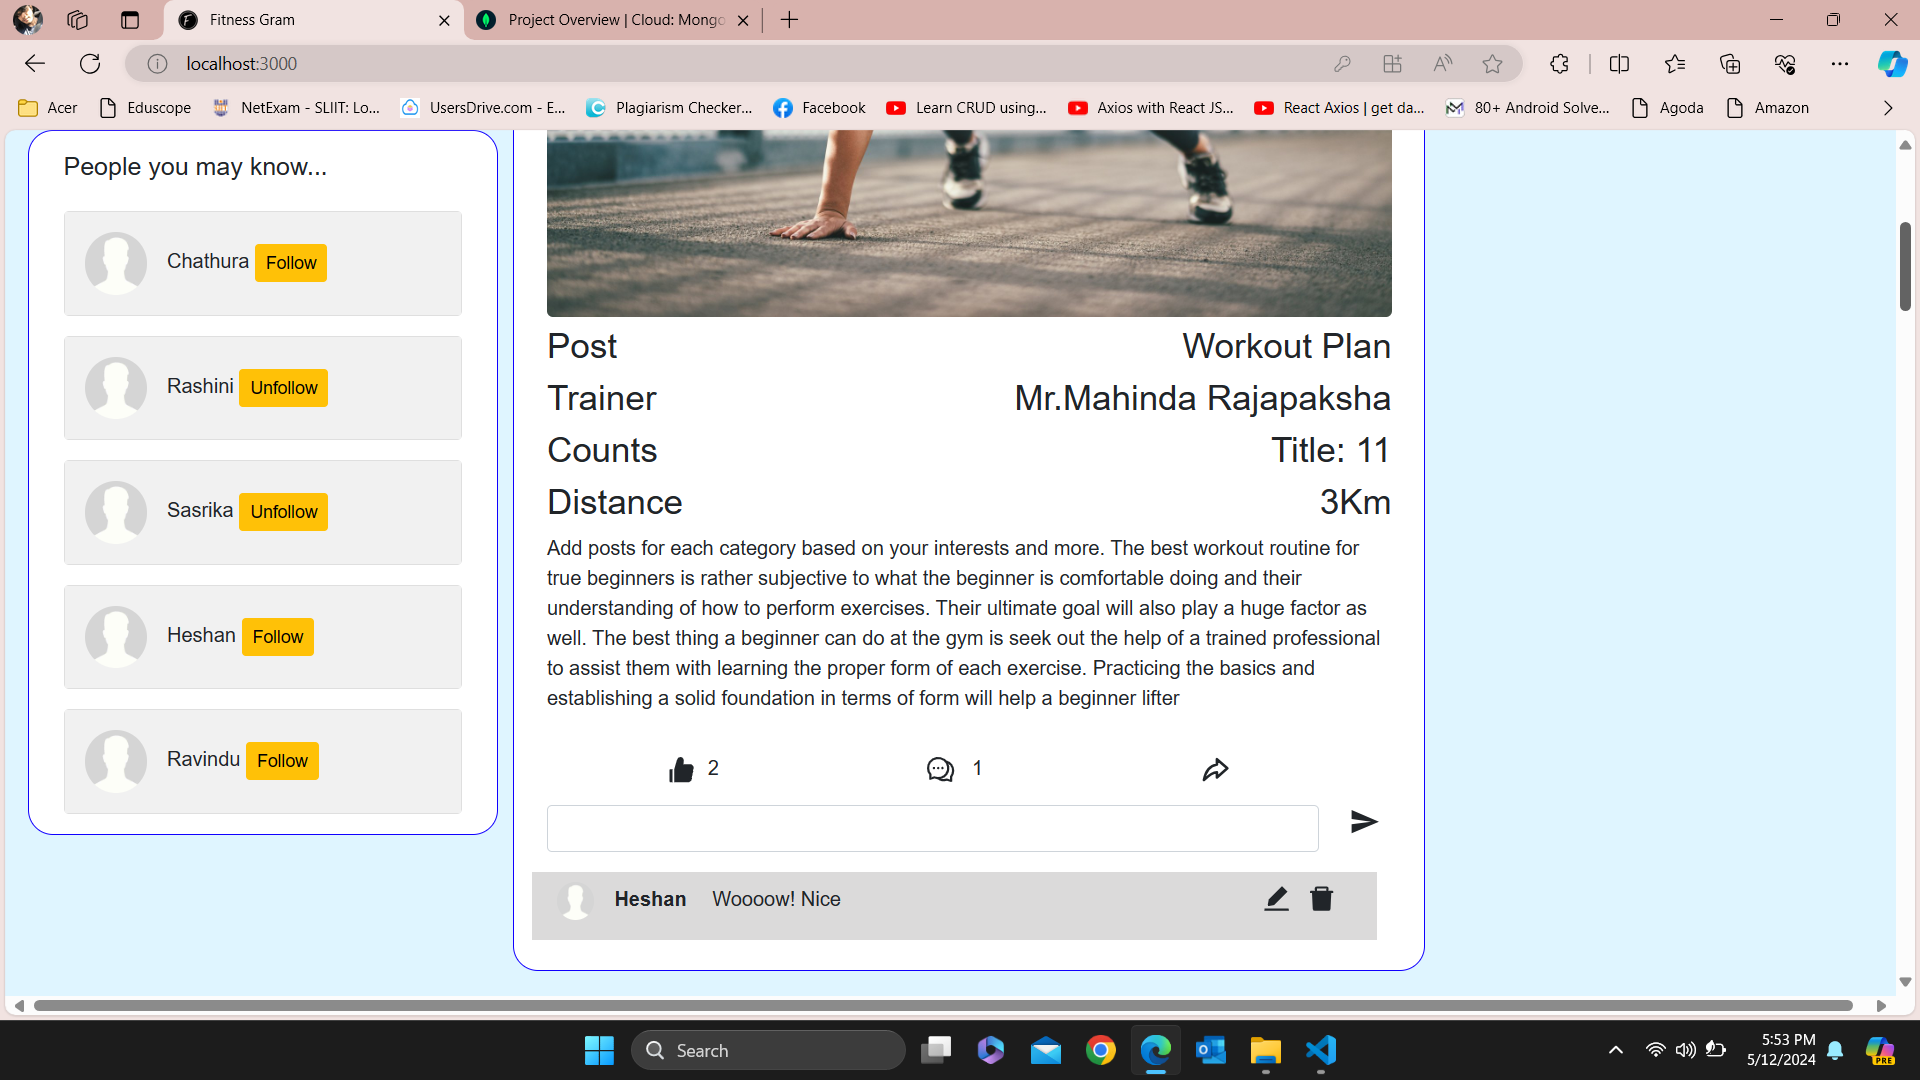 Fitness Gram
Project Overview | Cloud: Mongo
localhost:3000
Acer
Eduscope
NetExam - SLIIT: Lo...
UsersDrive.com - E...
Plagiarism Checker...
Facebook
Learn CRUD using...
Axios with React JS...
React Axios | get da...
80+ Android Solve...
Agoda
Amazon
People you may know...
Chathura Follow
Rashini Unfollow
Sasrika Unfollow
Heshan Follow
Ravindu Follow
Post Workout Plan
Trainer Mr.Mahinda Rajapaksha
Counts Title: 11
Distance 3Km
Add posts for each category based on your interests and more. The best workout routine for
true beginners is rather subjective to what the beginner is comfortable doing and their
understanding of how to perform exercises. Their ultimate goal will also play a huge factor as
well. The best thing a beginner can do at the gym is seek out the help of a trained professional
to assist them with learning the proper form of each exercise. Practicing the basics and
establishing a solid foundation in terms of form will help a beginner lifter
2 1
Heshan Woooow! Nice
Search
5:53 PM
5/12/2024
PRE